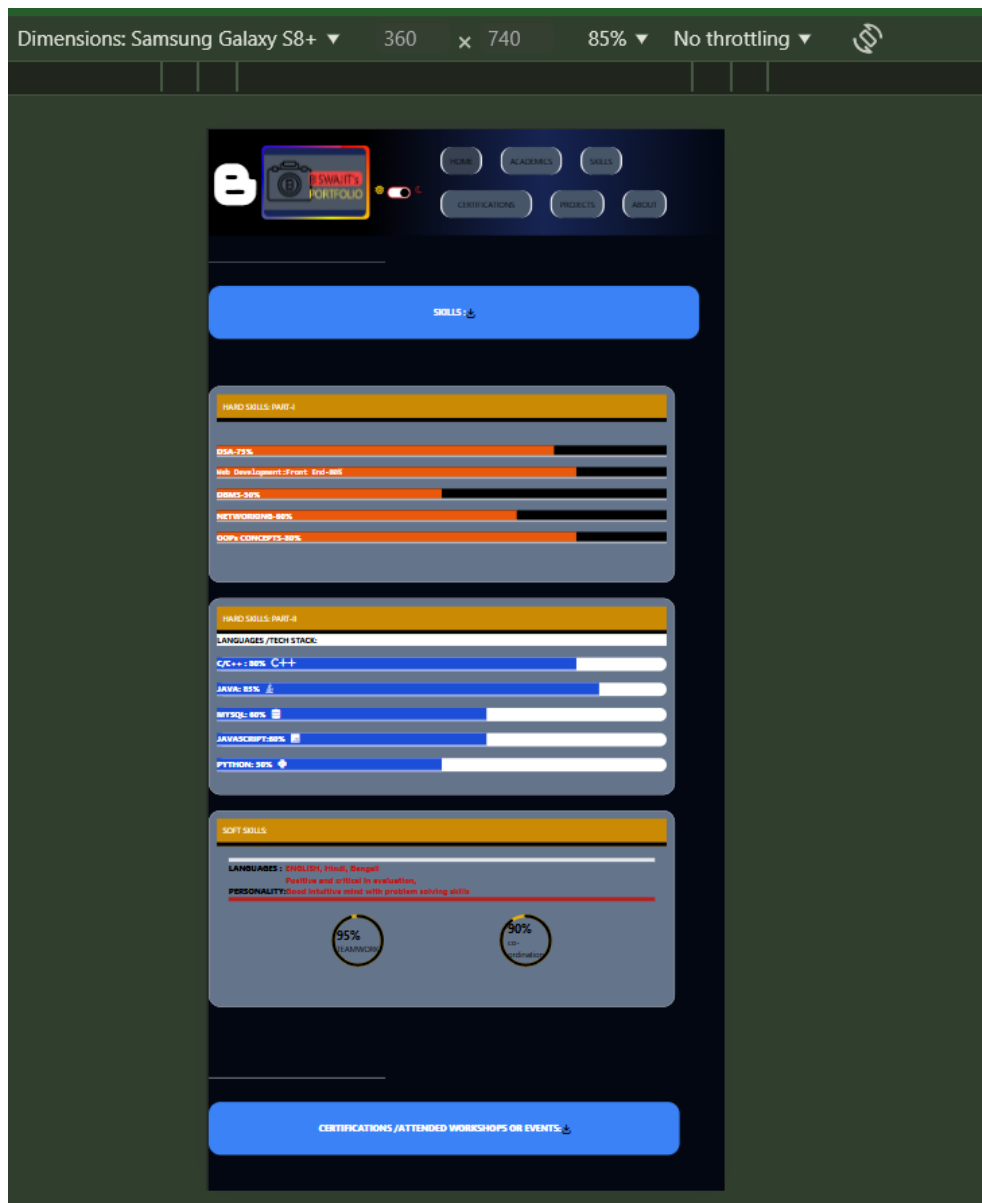 Dimensions: Samsung Galaxy S8+ ▼ 360 × 740 85% ▼ No throttling ▼
BISWAJIT's
PORTFOLIO
HOME ACADEMICS SKILLS
CERTIFICATIONS PROJECTS ABOUT
SKILLS :
HARD SKILLS: PART-I
DSA-75%
Web Development:Front End-80%
DBMS-50%
NETWORKING-60%
OOPs CONCEPTS-80%
HARD SKILLS: PART-II
LANGUAGES /TECH STACK:
C/C++ : 80% C++
JAVA: 85%
MYSQL: 60%
JAVASCRIPT:60%
PYTHON: 50%
SOFT SKILLS:
LANGUAGES : ENGLISH, Hindi, Bengali
Positive and critical in evaluation,
PERSONALITY:Good intuitive mind with problem solving skills
95%
TEAMWORK
90%
co-
ordination
CERTIFICATIONS /ATTENDED WORKSHOPS OR EVENTS: